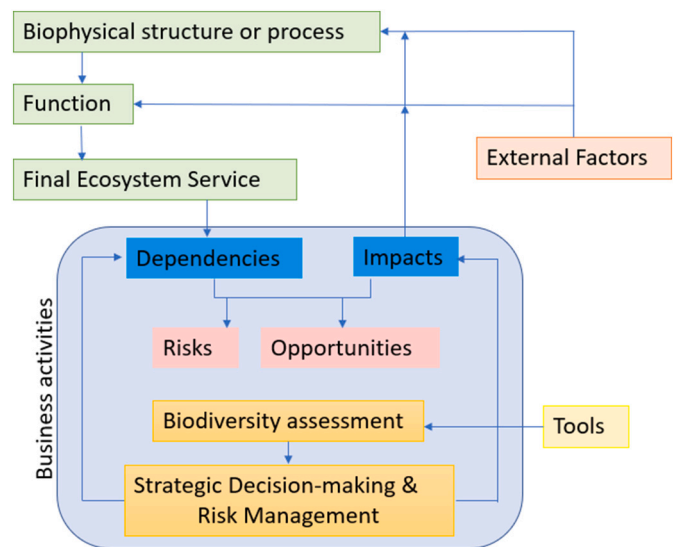 Biophysical structure or process
Function
External Factors
Final Ecosystem Service
Dependencies
Impacts
Risks
Opportunities
Business activities
Biodiversity assessment
Tools
Strategic Decision-making &
Risk Management